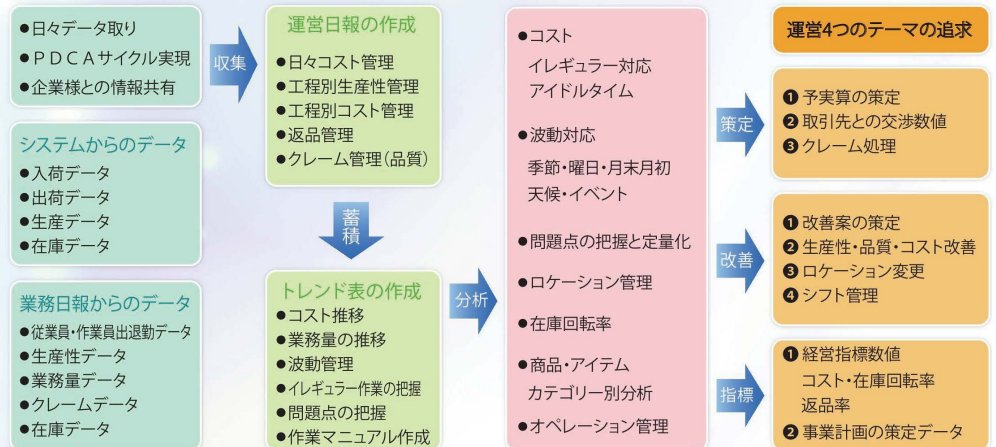 ●日々データ取り
●PDCAサイクル実現
●企業様との情報共有
システムからのデータ
●入荷データ
●出荷データ
●生産データ
●在庫データ
業務日報からのデータ
●従業員・作業員出退勤データ
●生産性データ
●業務量データ
●クレームデータ
●在庫データ
収集
運営日報の作成
●日々コスト管理
●工程別生産性管理
●工程別コスト管理
●返品管理
●クレーム管理(品質)
蓄積
トレンド表の作成
●コスト推移
●業務量の推移
●波動管理
●イレギュラー作業の把握
●問題点の把握
●作業マニュアル作成
分析
●コスト
イレギュラー対応
アイドルタイム
●波動対応
季節・曜日・月末月初
天候・イベント
●問題点の把握と定量化
●ロケーション管理
●在庫回転率
●商品・アイテム
カテゴリー別分析
●オペレーション管理
運営4つのテーマの追求
策定
❶予実算の策定
❷取引先との交渉数値
❸クレーム処理
改善
❶改善案の策定
❷生産性・品質・コスト改善
❸ロケーション変更
❹シフト管理
指標
❶経営指標数値
コスト・在庫回転率
返品率
❷事業計画の策定データ